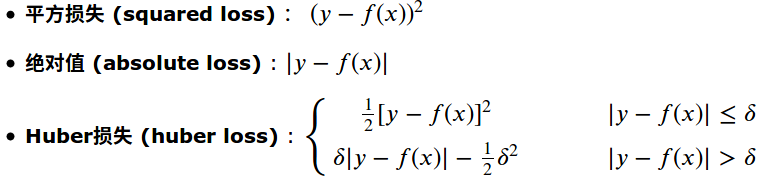 • 平方损失 (squared loss) : (y − f(x))²
• 绝对值 (absolute loss) : |y − f(x)|
• Huber损失 (huber loss) : { ½[y − f(x)]² |y − f(x)| ≤ δ
δ|y − f(x)| − ½δ² |y − f(x)| > δ